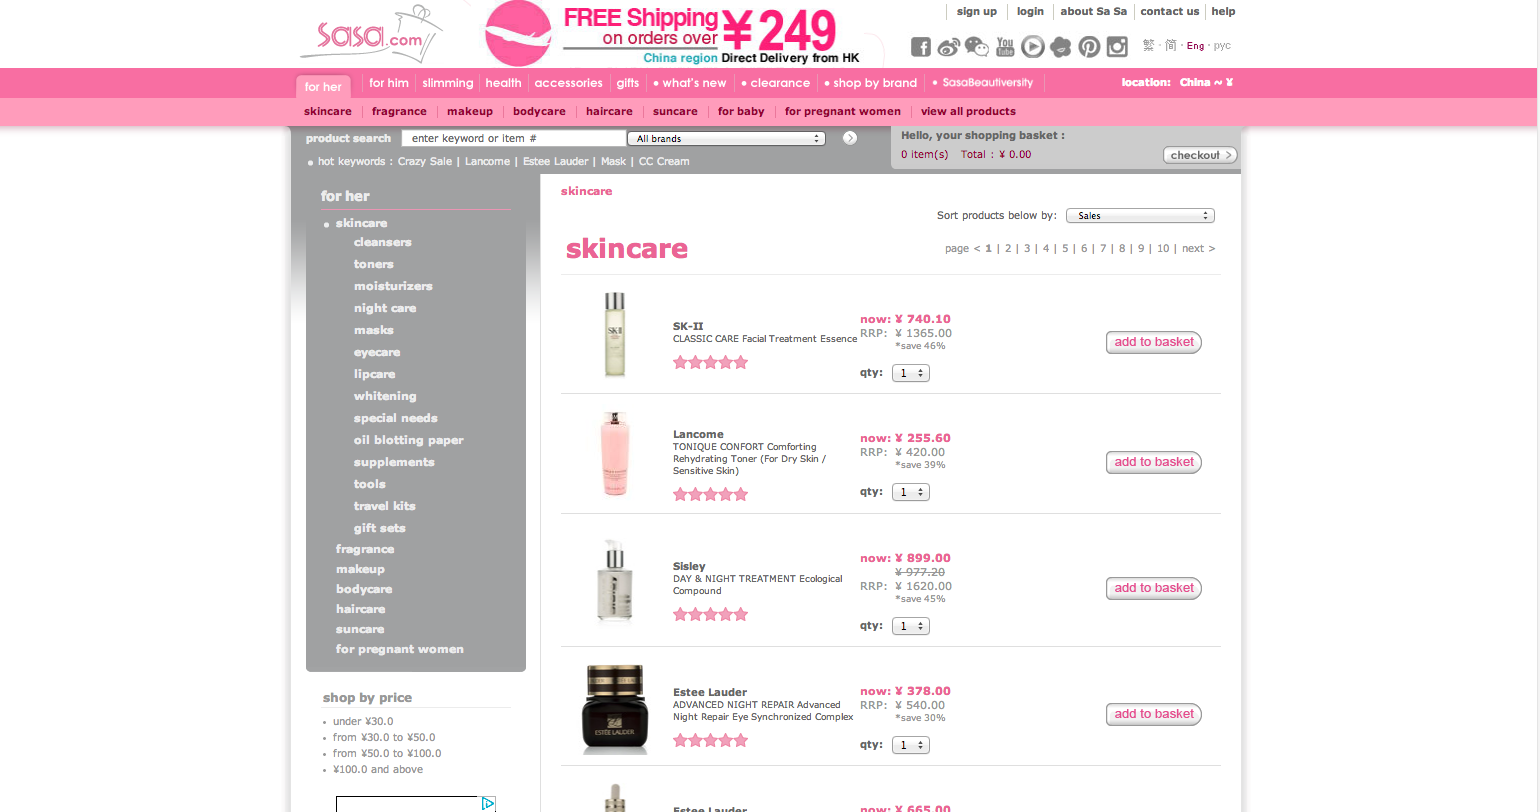 Sasa.com
FREE Shipping
on orders over ¥249
China region Direct Delivery from HK
sign up | login | about Sa Sa | contact us | help
You Tube
繁 · 简 · Eng · рус
for her | for him | slimming | health | accessories | gifts | • what's new | • clearance | • shop by brand | • SasaBeautiversity
location: China ~ ¥
skincare | fragrance | makeup | bodycare | haircare | suncare | for baby | for pregnant women | view all products
product search enter keyword or item # All brands
• hot keywords : Crazy Sale | Lancome | Estee Lauder | Mask | CC Cream
Hello, your shopping basket :
0 item(s) Total : ¥ 0.00
checkout >
for her
• skincare
cleansers
toners
moisturizers
night care
masks
eyecare
lipcare
whitening
special needs
oil blotting paper
supplements
tools
travel kits
gift sets
fragrance
makeup
bodycare
haircare
suncare
for pregnant women
shop by price
• under ¥30.0
• from ¥30.0 to ¥50.0
• from ¥50.0 to ¥100.0
• ¥100.0 and above
skincare
Sort products below by: Sales
skincare
page < 1 | 2 | 3 | 4 | 5 | 6 | 7 | 8 | 9 | 10 | next >
SK-II
SK-II
CLASSIC CARE Facial Treatment Essence
now: ¥ 740.10
RRP: ¥ 1365.00
*save 46%
qty: 1
add to basket
Lancome
TONIQUE CONFORT Comforting
Rehydrating Toner (For Dry Skin /
Sensitive Skin)
now: ¥ 255.60
RRP: ¥ 420.00
*save 39%
qty: 1
add to basket
Sisley
DAY & NIGHT TREATMENT Ecological
Compound
now: ¥ 899.00
¥ 977.20
RRP: ¥ 1620.00
*save 45%
qty: 1
add to basket
ESTĒE LAUDER
Estee Lauder
ADVANCED NIGHT REPAIR Advanced
Night Repair Eye Synchronized Complex
now: ¥ 378.00
RRP: ¥ 540.00
*save 30%
qty: 1
add to basket
Estee Lauder
now: ¥ 665.00